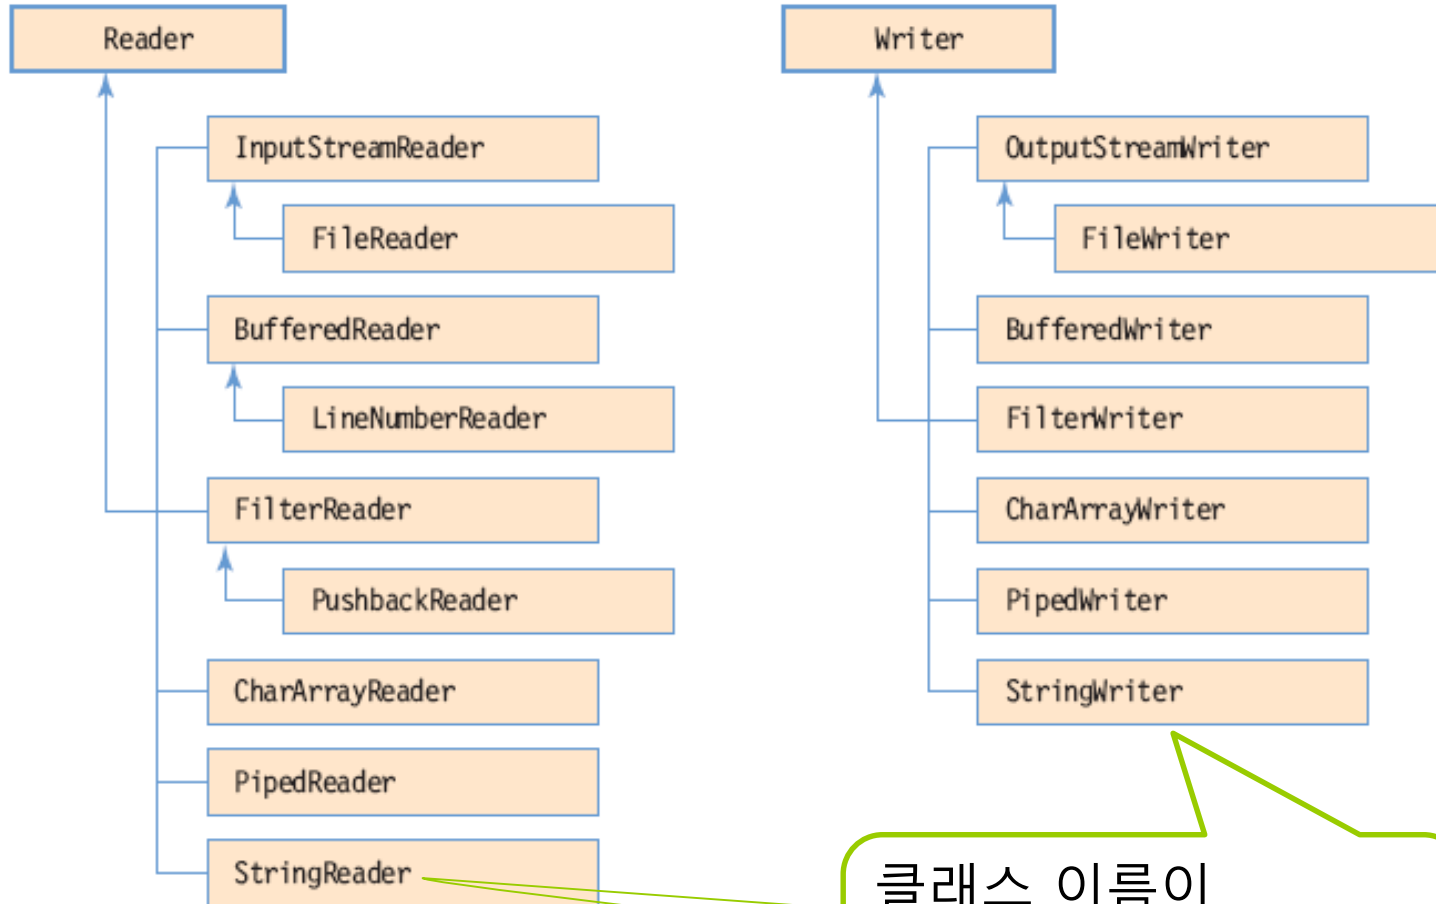 Reader
InputStreamReader
FileReader
BufferedReader
LineNumberReader
FilterReader
PushbackReader
CharArrayReader
PipedReader
StringReader
Writer
OutputStreamWriter
FileWriter
BufferedWriter
FilterWriter
CharArrayWriter
PipedWriter
StringWriter
클래스 이름이